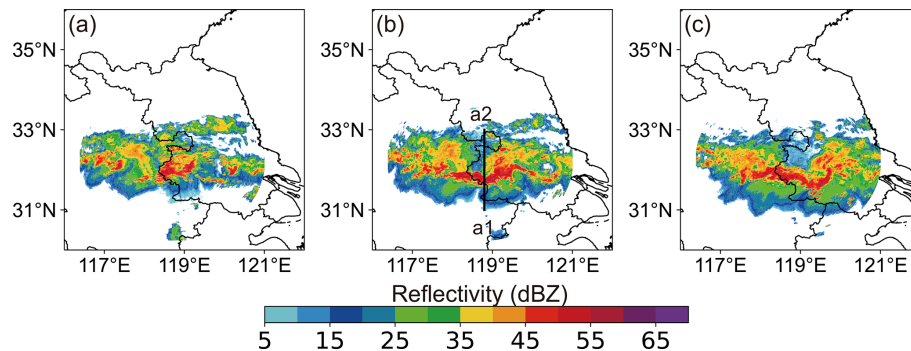 (a) (b) (c)
35°N 35°N 35°N
a2
33°N 33°N 33°N
31°N 31°N 31°N
a1
117°E 119°E 121°E 117°E 119°E 121°E 117°E 119°E 121°E
Reflectivity (dBZ)
5 15 25 35 45 55 65